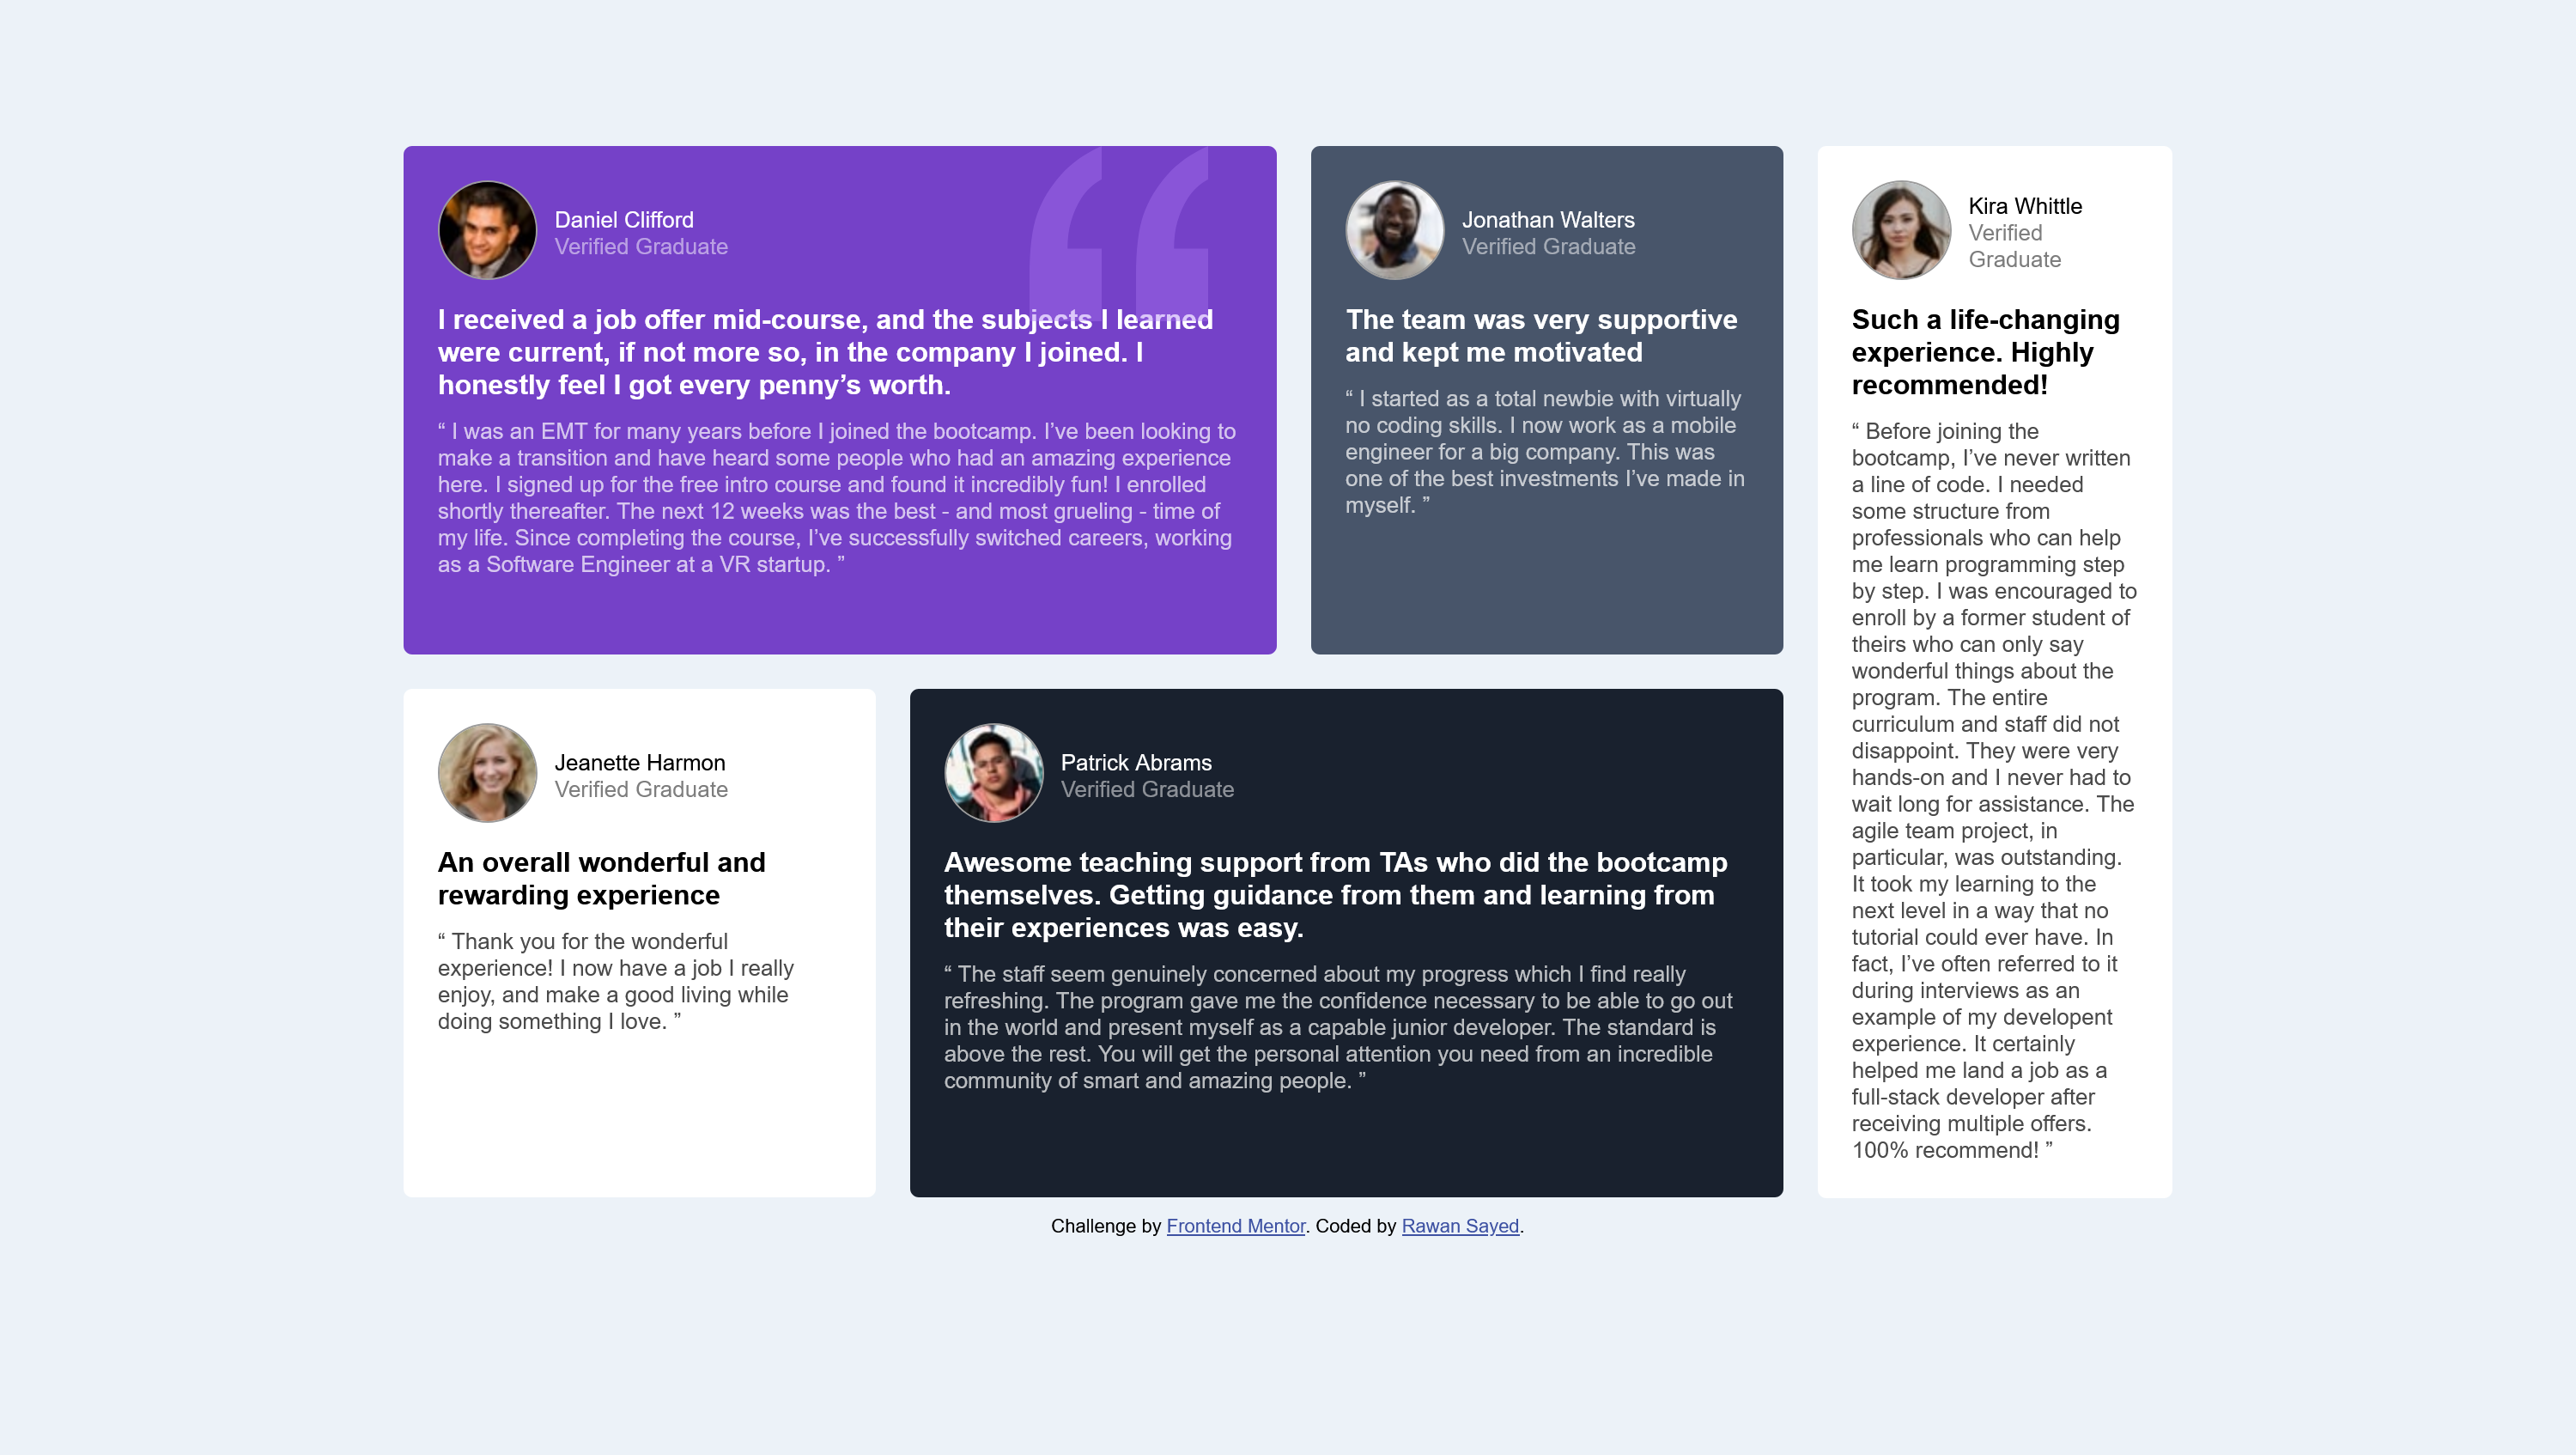 Daniel Clifford
Verified Graduate
I received a job offer mid-course, and the subjects I learned
were current, if not more so, in the company I joined. I
honestly feel I got every penny’s worth.
“ I was an EMT for many years before I joined the bootcamp. I’ve been looking to
make a transition and have heard some people who had an amazing experience
here. I signed up for the free intro course and found it incredibly fun! I enrolled
shortly thereafter. The next 12 weeks was the best - and most grueling - time of
my life. Since completing the course, I’ve successfully switched careers, working
as a Software Engineer at a VR startup. ”
Jonathan Walters
Verified Graduate
The team was very supportive
and kept me motivated
“ I started as a total newbie with virtually
no coding skills. I now work as a mobile
engineer for a big company. This was
one of the best investments I’ve made in
myself. ”
Kira Whittle
Verified
Graduate
Such a life-changing
experience. Highly
recommended!
“ Before joining the
bootcamp, I’ve never written
a line of code. I needed
some structure from
professionals who can help
me learn programming step
by step. I was encouraged to
enroll by a former student of
theirs who can only say
wonderful things about the
program. The entire
curriculum and staff did not
disappoint. They were very
hands-on and I never had to
wait long for assistance. The
agile team project, in
particular, was outstanding.
It took my learning to the
next level in a way that no
tutorial could ever have. In
fact, I’ve often referred to it
during interviews as an
example of my developent
experience. It certainly
helped me land a job as a
full-stack developer after
receiving multiple offers.
100% recommend! ”
Jeanette Harmon
Verified Graduate
An overall wonderful and
rewarding experience
“ Thank you for the wonderful
experience! I now have a job I really
enjoy, and make a good living while
doing something I love. ”
Patrick Abrams
Verified Graduate
Awesome teaching support from TAs who did the bootcamp
themselves. Getting guidance from them and learning from
their experiences was easy.
“ The staff seem genuinely concerned about my progress which I find really
refreshing. The program gave me the confidence necessary to be able to go out
in the world and present myself as a capable junior developer. The standard is
above the rest. You will get the personal attention you need from an incredible
community of smart and amazing people. ”
Challenge by Frontend Mentor. Coded by Rawan Sayed.